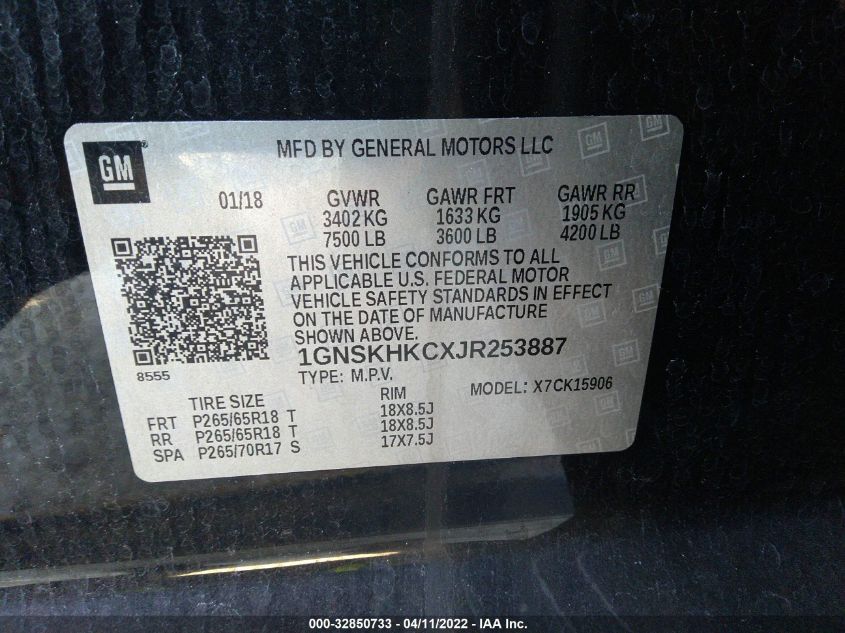 GM
MFD BY GENERAL MOTORS LLC
01/18 GVWR GAWR FRT GAWR RR
3402 KG 1633 KG 1905 KG
7500 LB 3600 LB 4200 LB
THIS VEHICLE CONFORMS TO ALL
APPLICABLE U.S. FEDERAL MOTOR
VEHICLE SAFETY STANDARDS IN EFFECT
ON THE DATE OF MANUFACTURE
SHOWN ABOVE.
8555
1GNSKHKCXJR253887
TYPE: M.P.V. MODEL: X7CK15906
TIRE SIZE RIM
FRT P265/65R18 T 18X8.5J
RR P265/65R18 T 18X8.5J
SPA P265/70R17 S 17X7.5J
000-32850733 - 04/11/2022 - IAA Inc.